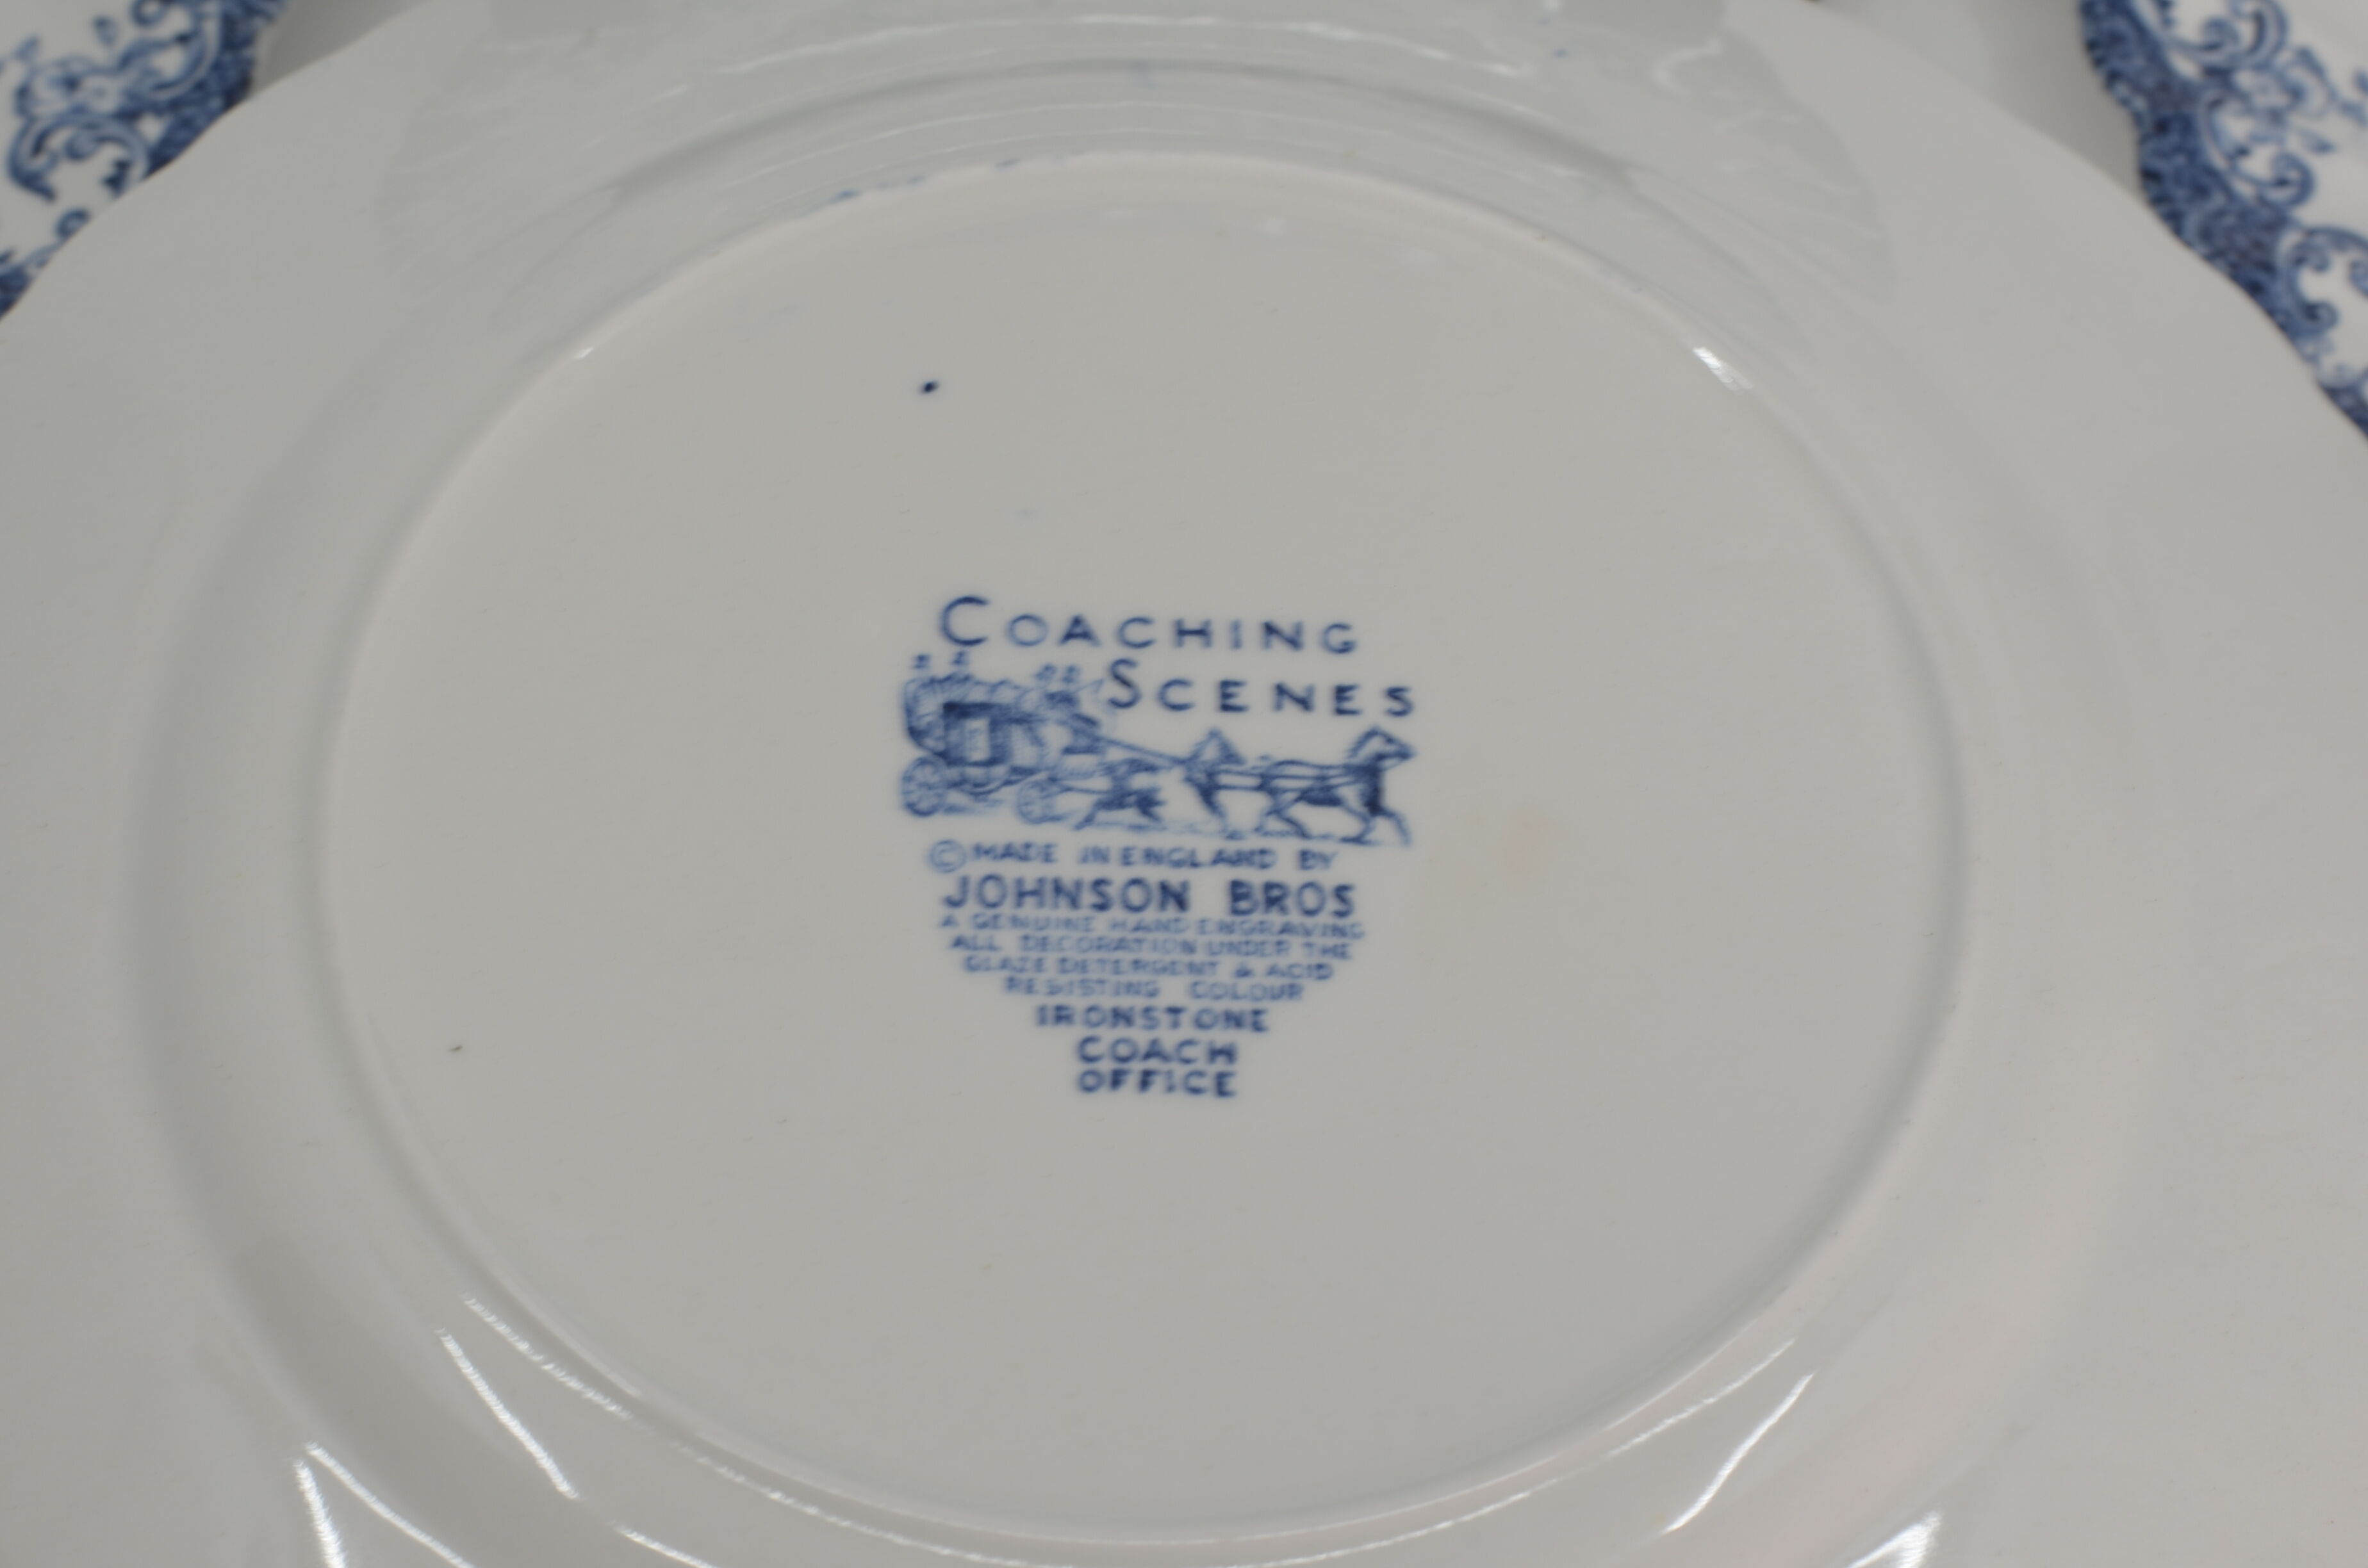 COACHING
SCENES
© MADE IN ENGLAND BY
JOHNSON BROS
A GENUINE HAND ENGRAVING
ALL DECORATION UNDER THE
GLAZE DETERGENT & ACID
RESISTING COLOUR
IRONSTONE
COACH
OFFICE